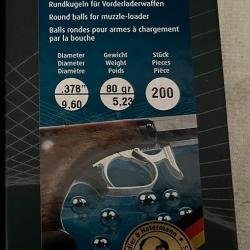 Rundkugeln für Vorderladerwaffen
Round balls for muzzle-loader
Balls rondes pour armes à chargement
par la bouche
Diameter Gewicht Stück
Diameter Weight Pieces
Diamètre Poids Pièce
.378" 80 gr 200
9,60 5,23
& Natermann